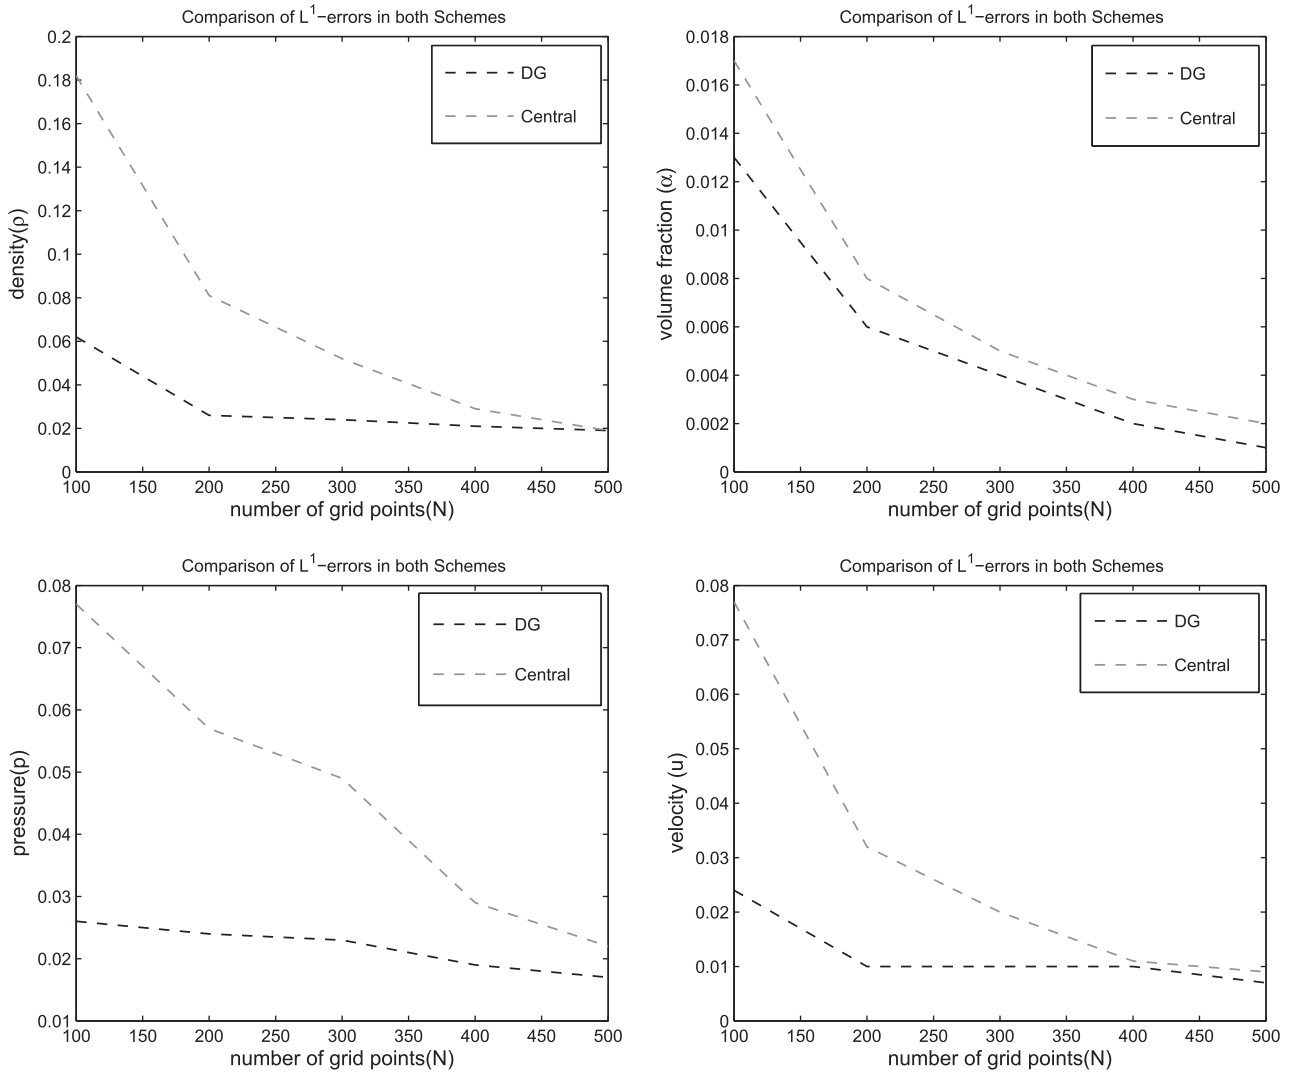 Comparison of L1−errors in both Schemes
0.2
0.18
0.16
0.14
0.12
0.1
0.08
0.06
0.04
0.02
0
density(ρ)
DG
Central
100 150 200 250 300 350 400 450 500
number of grid points(N)
Comparison of L1−errors in both Schemes
0.018
0.016
0.014
0.012
0.01
0.008
0.006
0.004
0.002
0
volume fraction (α)
DG
Central
100 150 200 250 300 350 400 450 500
number of grid points(N)
Comparison of L1−errors in both Schemes
0.08
0.07
0.06
0.05
0.04
0.03
0.02
0.01
pressure(p)
DG
Central
100 150 200 250 300 350 400 450 500
number of grid points(N)
Comparison of L1−errors in both Schemes
0.08
0.07
0.06
0.05
0.04
0.03
0.02
0.01
0
velocity (u)
DG
Central
100 150 200 250 300 350 400 450 500
number of grid points(N)